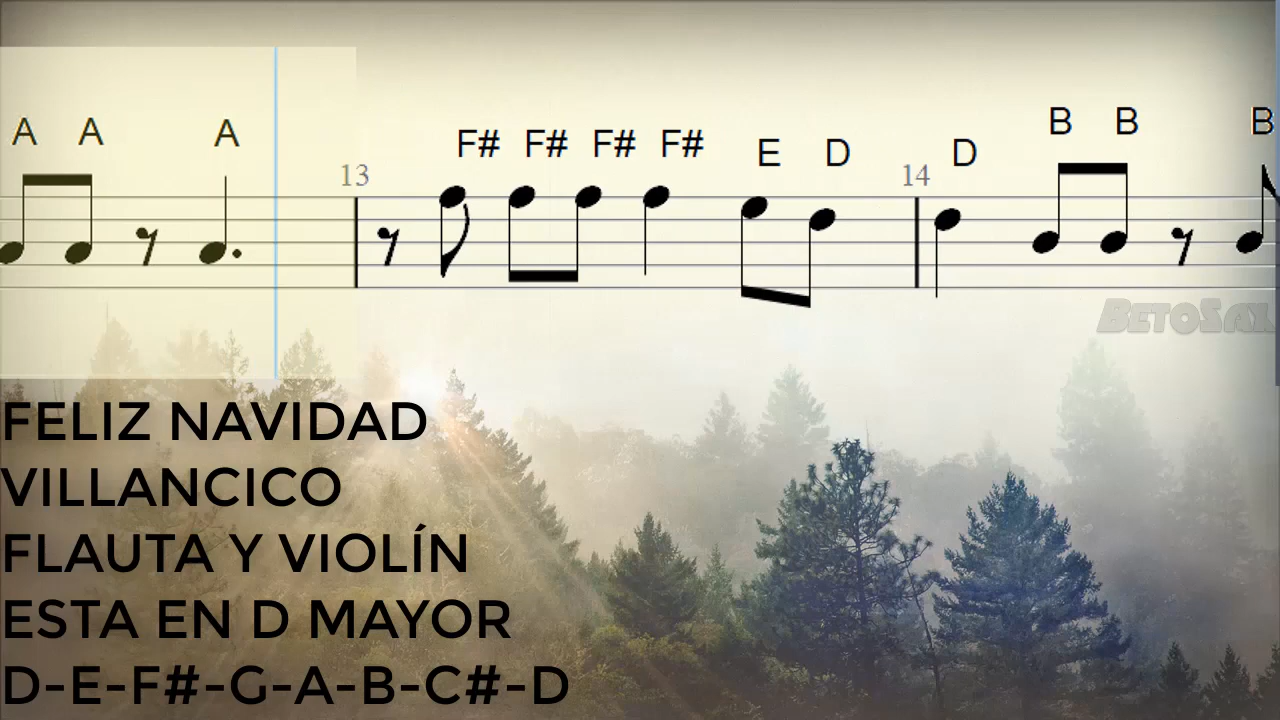 A A A F# F# F# F# E D D B B B
13 14
BetoSax
FELIZ NAVIDAD
VILLANCICO
FLAUTA Y VIOLÍN
ESTA EN D MAYOR
D-E-F#-G-A-B-C#-D